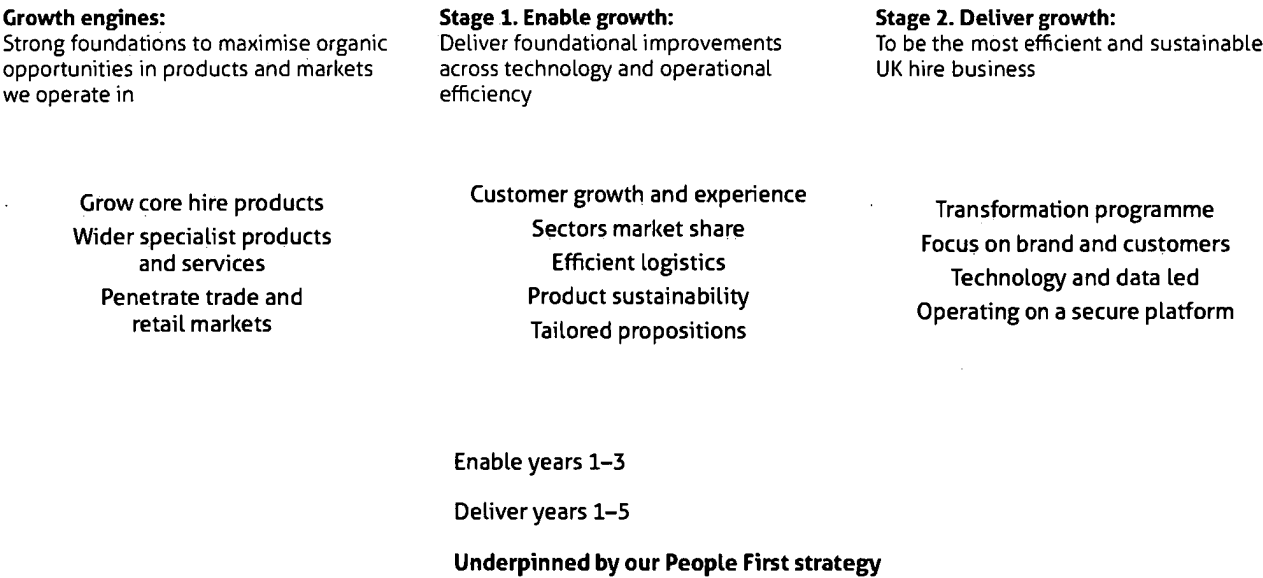 Growth engines:
Strong foundations to maximise organic
opportunities in products and markets
we operate in
Stage 1. Enable growth:
Deliver foundational improvements
across technology and operational
efficiency
Stage 2. Deliver growth:
To be the most efficient and sustainable
UK hire business
Grow core hire products
Wider specialist products
and services
Penetrate trade and
retail markets
Customer growth and experience
Sectors market share
Efficient logistics
Product sustainability
Tailored propositions
Transformation programme
Focus on brand and customers
Technology and data led
Operating on a secure platform
Enable years 1–3
Deliver years 1–5
Underpinned by our People First strategy